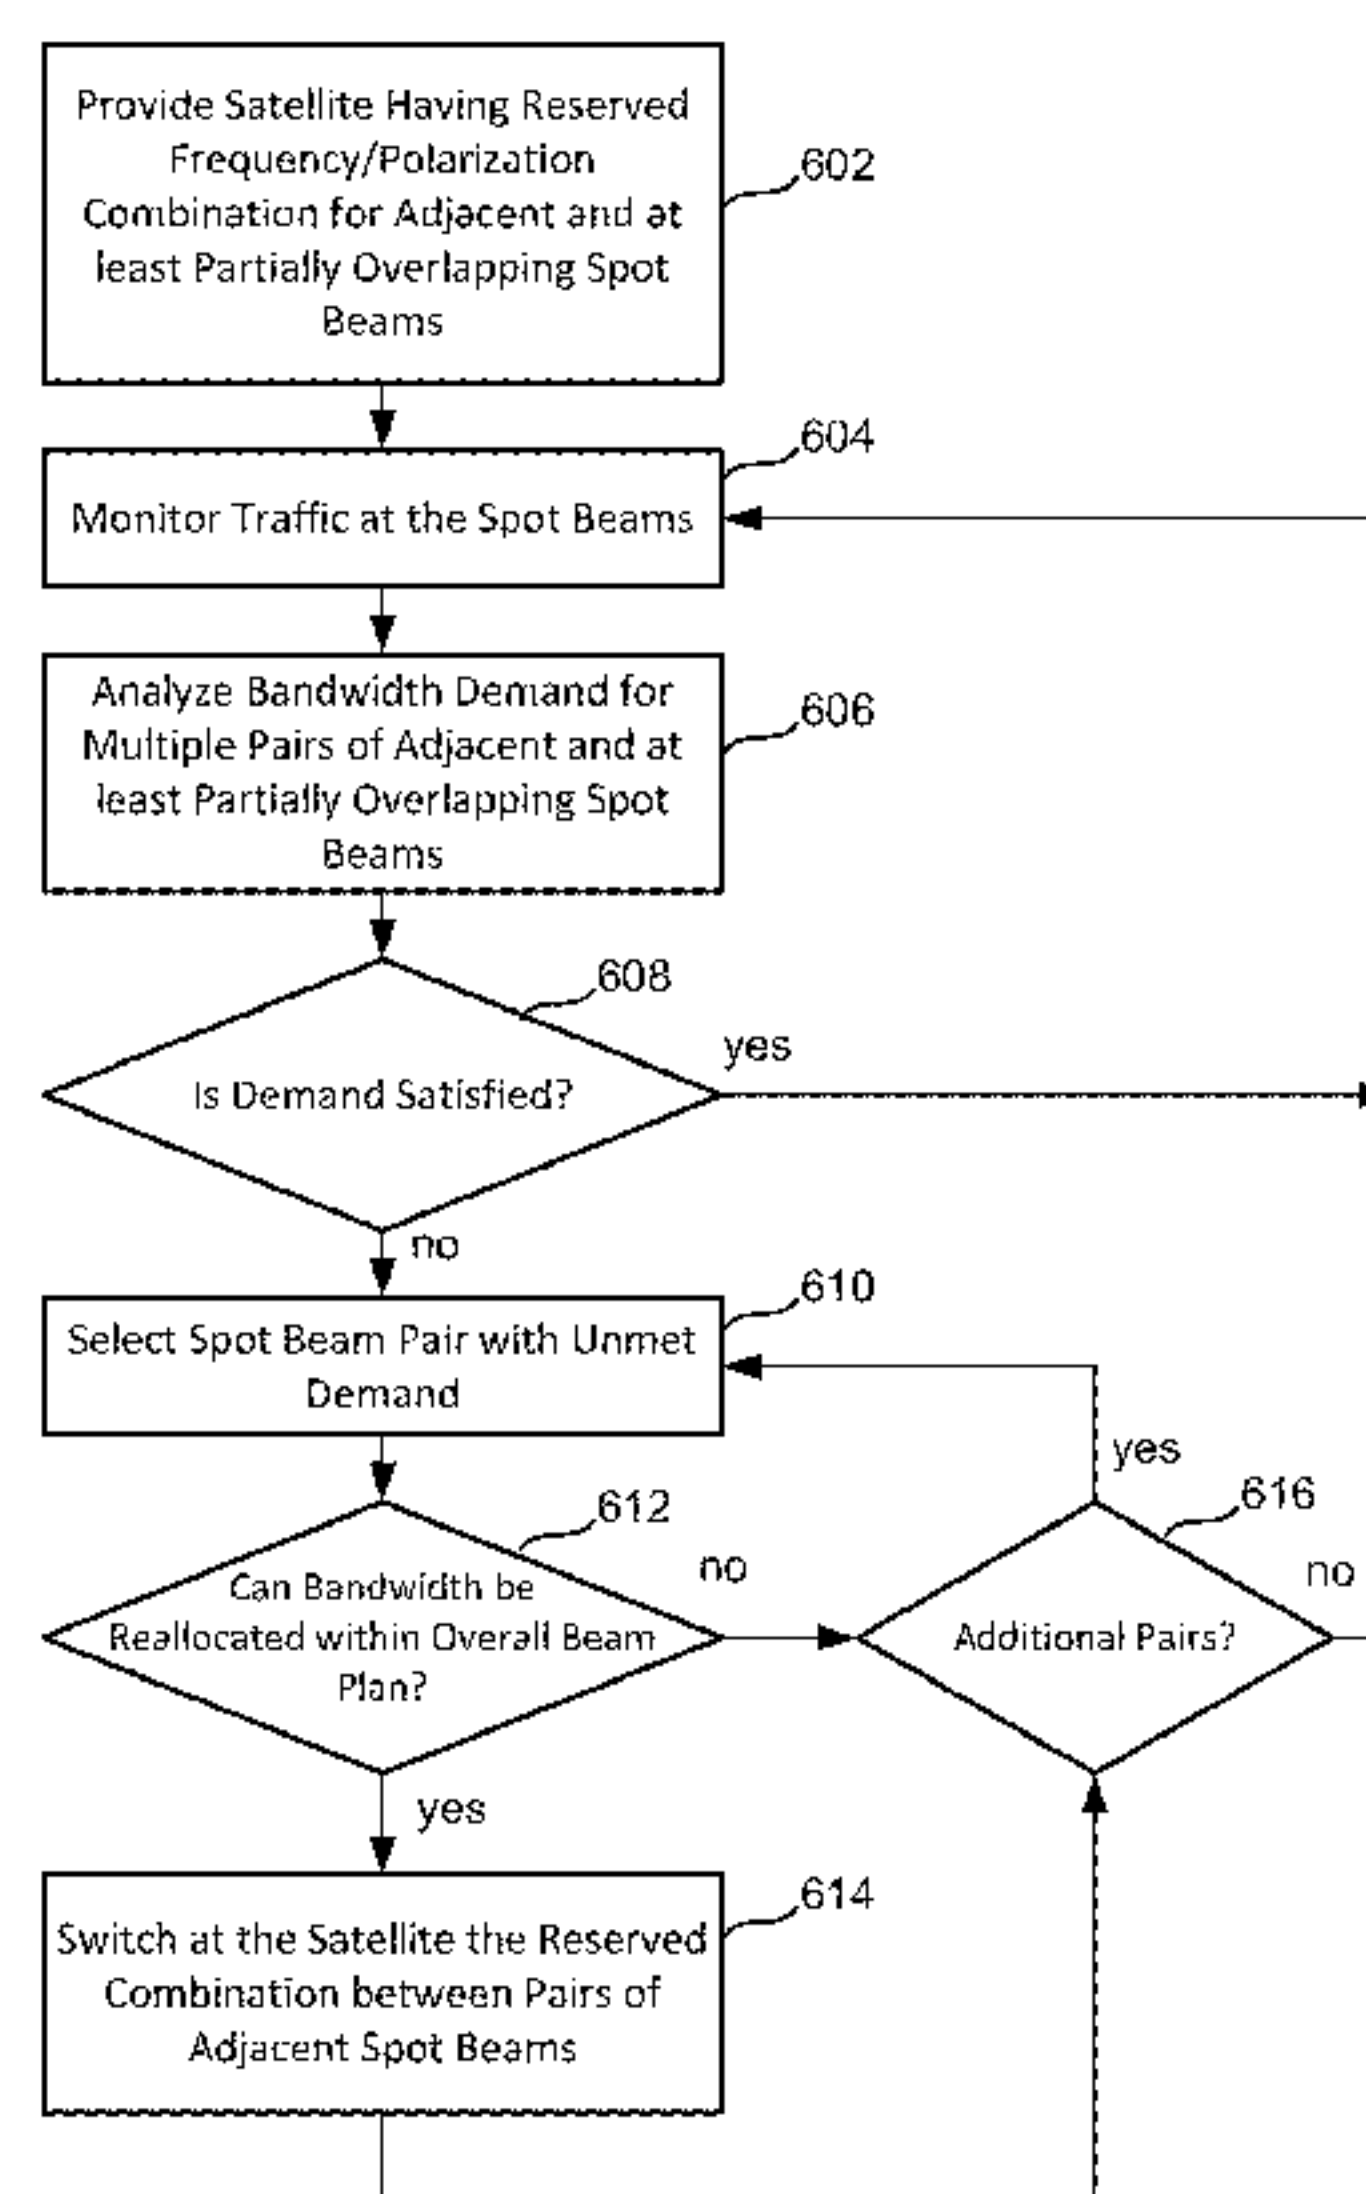 Provide Satellite Having Reserved
Frequency/Polarization
Combination for Adjacent and at
least Partially Overlapping Spot
Beams
602
604
Monitor Traffic at the Spot Beams
Analyze Bandwidth Demand for
Multiple Pairs of Adjacent and at
least Partially Overlapping Spot
Beams
606
608
Is Demand Satisfied?
yes
no
610
Select Spot Beam Pair with Unmet
Demand
yes
612
616
Can Bandwidth be
Reallocated within Overall Beam
Plan?
no
Additional Pairs?
no
yes
614
Switch at the Satellite the Reserved
Combination between Pairs of
Adjacent Spot Beams